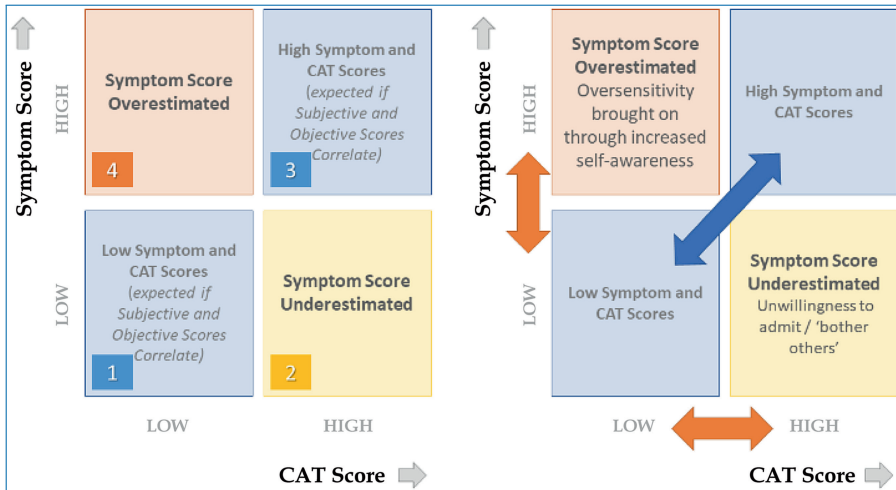 Symptom Score
HIGH
LOW
Symptom Score
Overestimated
4
High Symptom and
CAT Scores
(expected if
Subjective and
Objective Scores
Correlate)
3
Low Symptom and
CAT Scores
(expected if
Subjective and
Objective Scores
Correlate)
1
Symptom Score
Underestimated
2
LOW
HIGH
CAT Score
Symptom Score
HIGH
LOW
Symptom Score
Overestimated
Oversensitivity
brought on
through increased
self-awareness
High Symptom and
CAT Scores
Low Symptom and
CAT Scores
Symptom Score
Underestimated
Unwillingness to
admit / ‘bother
others’
LOW
HIGH
CAT Score